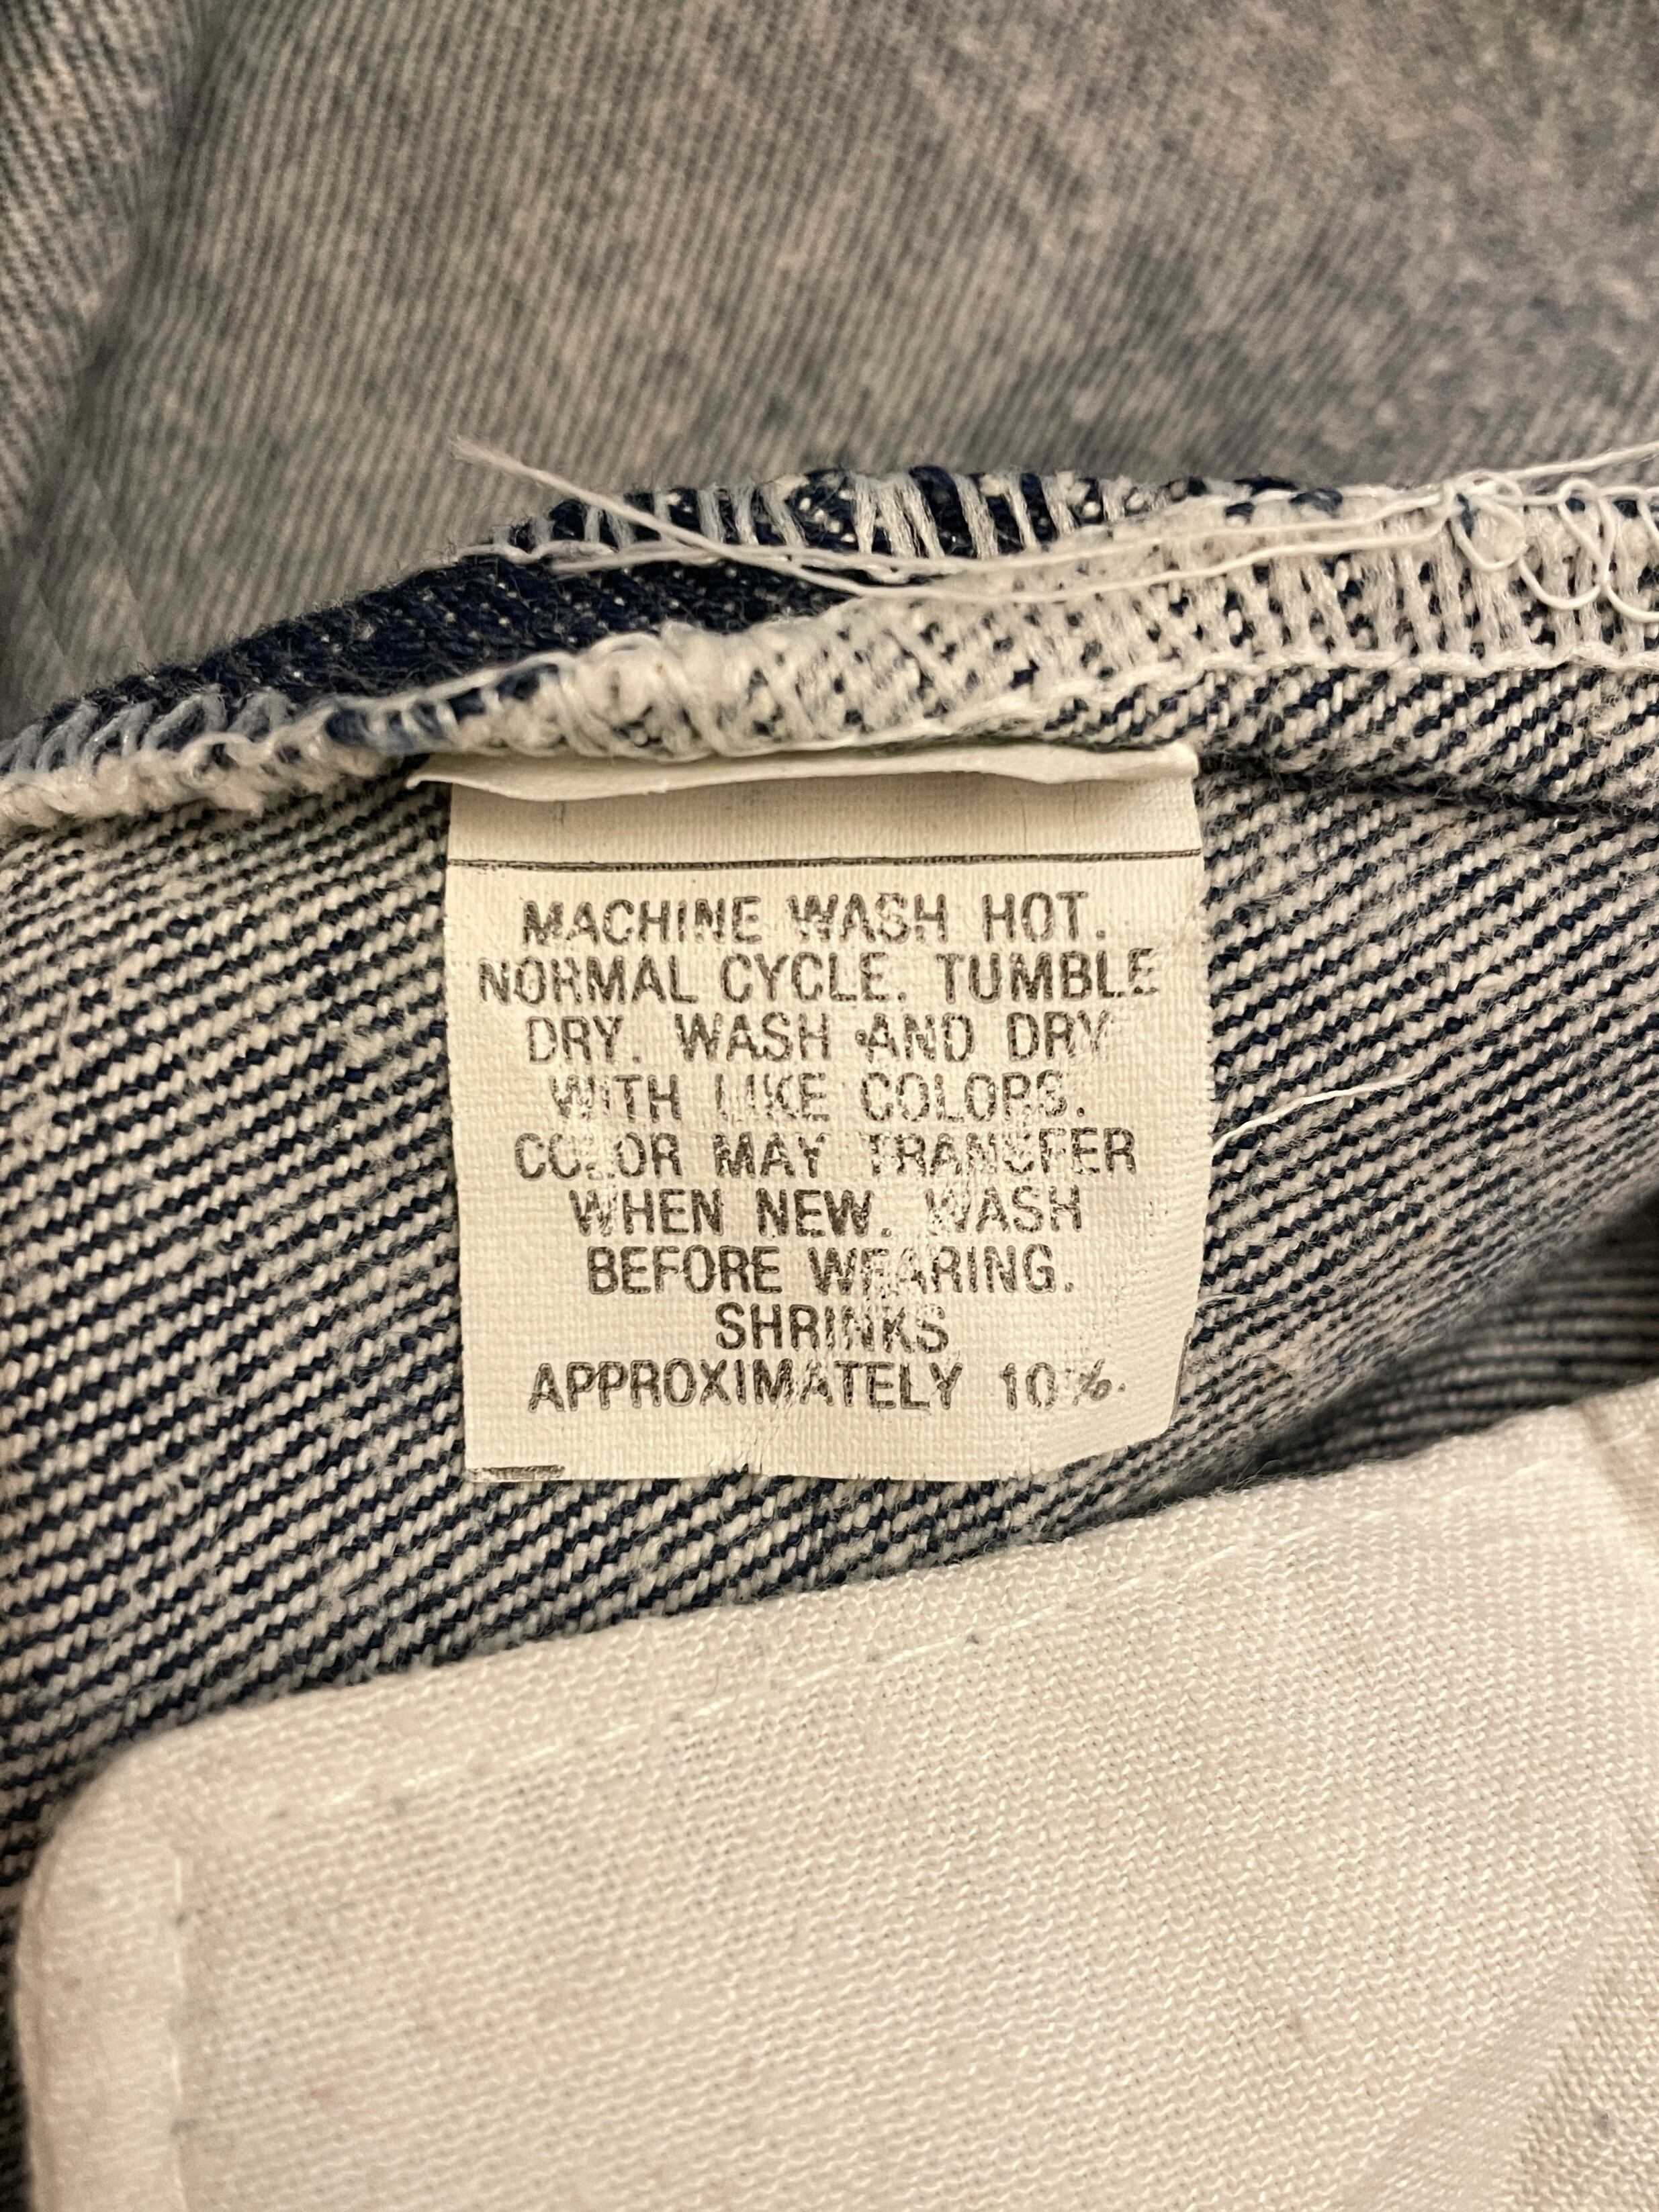 MACHINE WASH HOT.
NORMAL CYCLE. TUMBLE
DRY. WASH AND DRY
WITH LIKE COLORS.
COLOR MAY TRANSFER
WHEN NEW. WASH
BEFORE WEARING.
SHRINKS
APPROXIMATELY 10%.